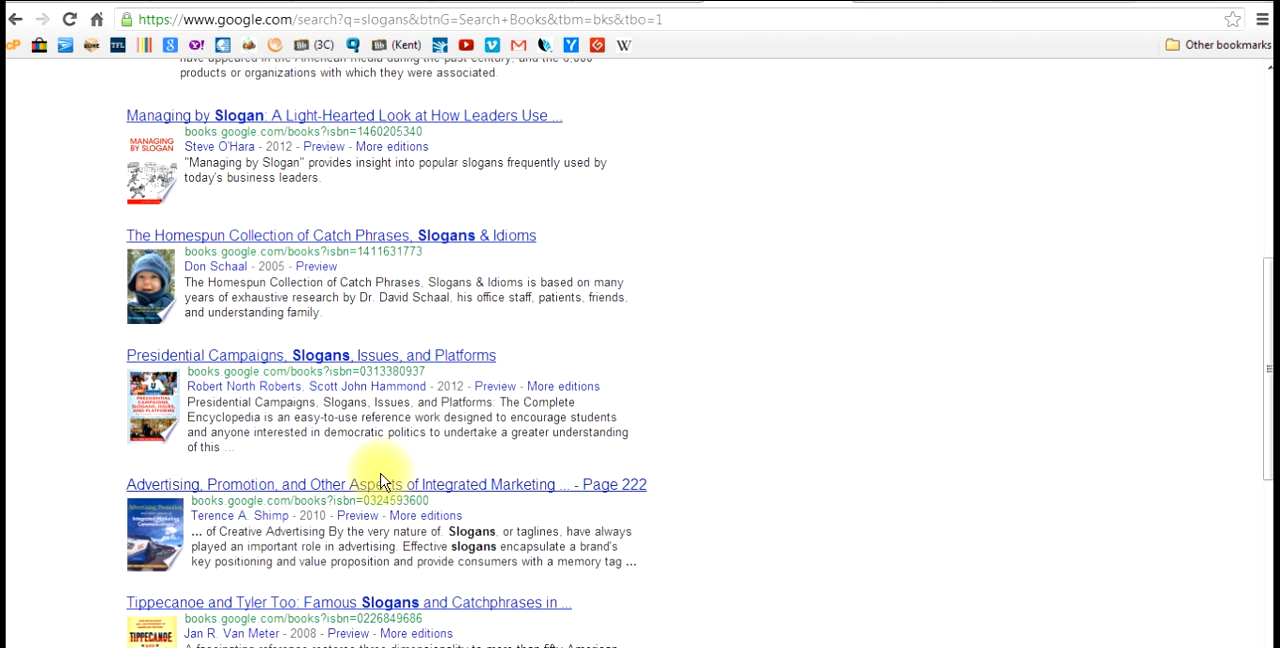 https://www.google.com/search?q=slogans&btnG=Search+Books&tbm=bks&tbo=1
cP TFL (3C) (Kent) W Other bookmarks
have appeared in the American media during the past century, and the 6,000
products or organizations with which they were associated.
Managing by Slogan: A Light-Hearted Look at How Leaders Use ...
books.google.com/books?isbn=1460205340
MANAGING
BY SLOGAN
Steve O'Hara - 2012 - Preview - More editions
"Managing by Slogan" provides insight into popular slogans frequently used by
today's business leaders.
The Homespun Collection of Catch Phrases, Slogans & Idioms
books.google.com/books?isbn=1411631773
Don Schaal - 2005 - Preview
The Homespun Collection of Catch Phrases, Slogans & Idioms is based on many
years of exhaustive research by Dr. David Schaal, his office staff, patients, friends,
and understanding family.
Presidential Campaigns, Slogans, Issues, and Platforms
books.google.com/books?isbn=0313380937
Robert North Roberts, Scott John Hammond - 2012 - Preview - More editions
Presidential Campaigns, Slogans, Issues, and Platforms. The Complete
Encyclopedia is an easy-to-use reference work designed to encourage students
and anyone interested in democratic politics to undertake a greater understanding
of this ...
Advertising, Promotion, and Other Aspects of Integrated Marketing ... - Page 222
books.google.com/books?isbn=0324593600
Terence A. Shimp - 2010 - Preview - More editions
... of Creative Advertising By the very nature of. Slogans, or taglines, have always
played an important role in advertising. Effective slogans encapsulate a brand's
key positioning and value proposition and provide consumers with a memory tag ...
Tippecanoe and Tyler Too: Famous Slogans and Catchphrases in ...
books.google.com/books?isbn=0226849686
TIPPECANOE
Jan R. Van Meter - 2008 - Preview - More editions